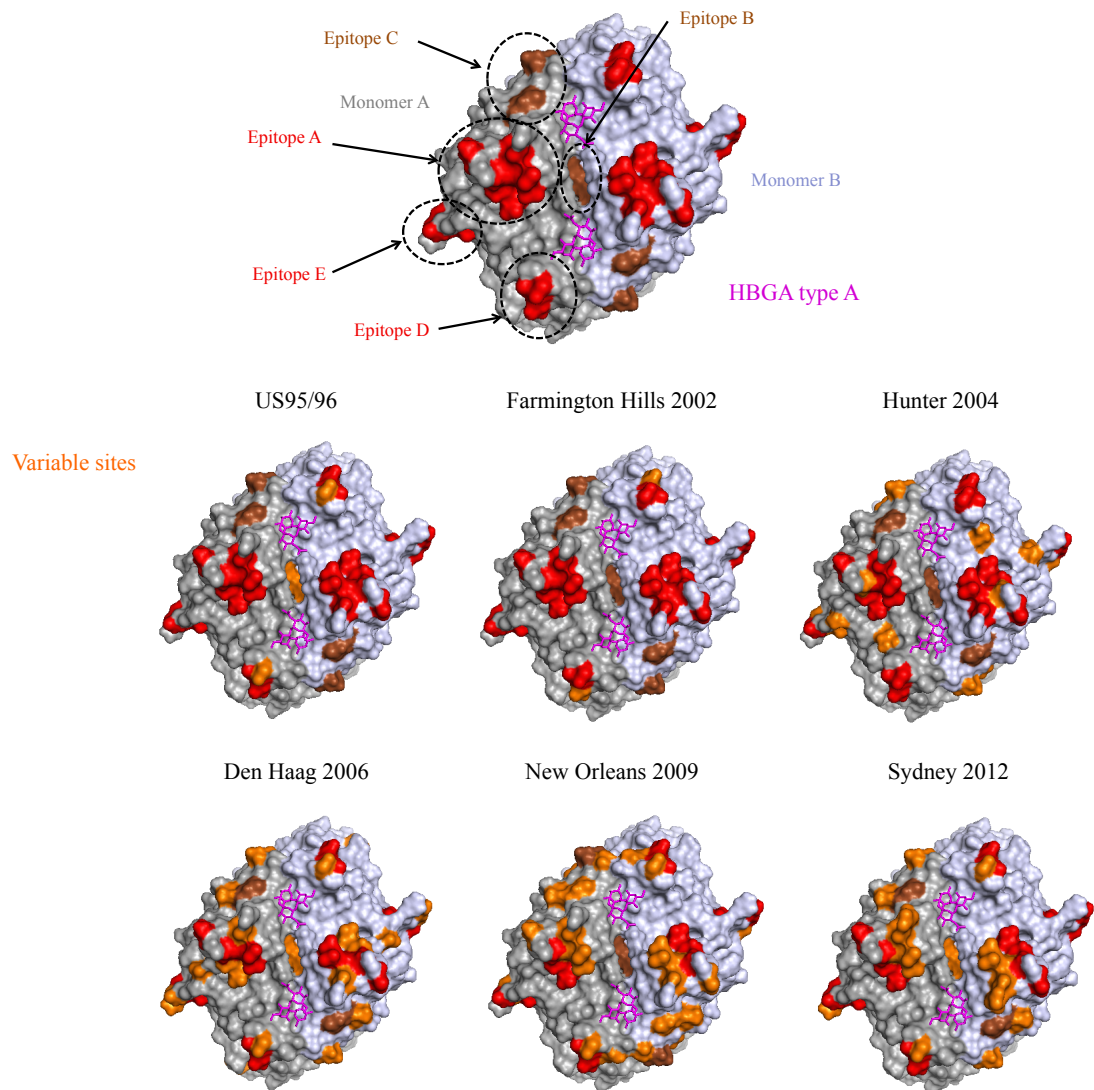 Epitope B
Epitope C
Monomer A
Epitope A
Monomer B
Epitope E
HBGA type A
Epitope D
US95/96
Farmington Hills 2002
Hunter 2004
Variable sites
Den Haag 2006
New Orleans 2009
Sydney 2012